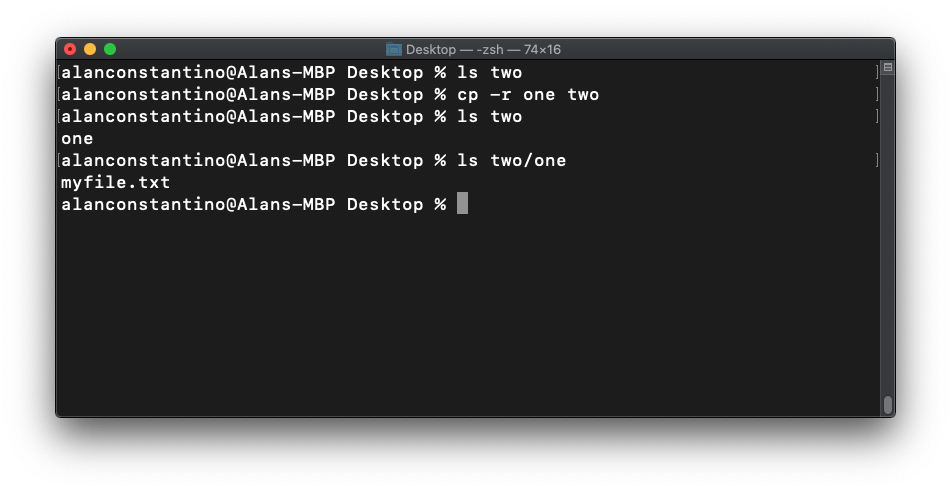 Desktop — -zsh — 74×16
[alanconstantino@Alans-MBP Desktop % ls two ]
[alanconstantino@Alans-MBP Desktop % cp -r one two ]
[alanconstantino@Alans-MBP Desktop % ls two ]
one
[alanconstantino@Alans-MBP Desktop % ls two/one ]
myfile.txt
alanconstantino@Alans-MBP Desktop %